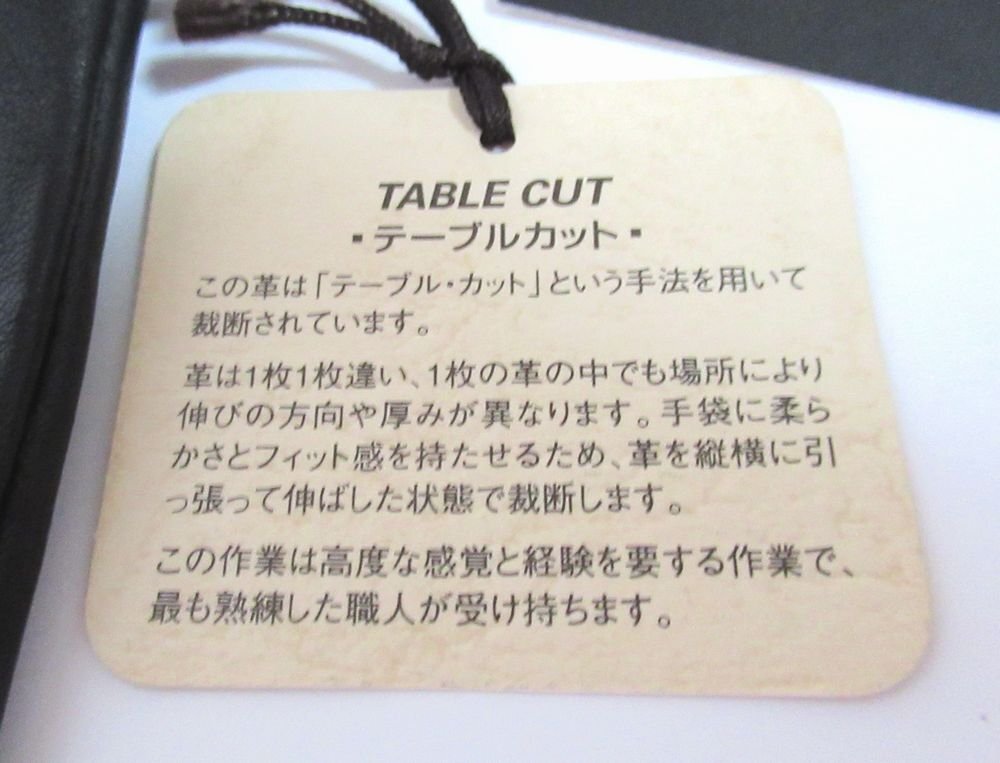 TABLE CUT
▪テーブルカット▪
この革は「テーブル・カット」という手法を用いて
裁断されています。
革は1枚1枚違い、1枚の革の中でも場所により
伸びの方向や厚みが異なります。手袋に柔ら
かさとフィット感を持たせるため、革を縦横に引
っ張って伸ばした状態で裁断します。
この作業は高度な感覚と経験を要する作業で、
最も熟練した職人が受け持ちます。